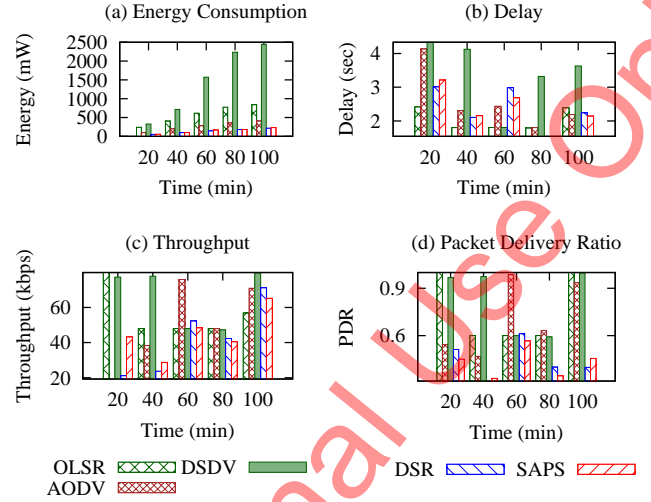 (a) Energy Consumption
(b) Delay
Energy (mW)
2500
2000
1500
1000
500
0
20 40 60 80 100
Time (min)
Delay (sec)
4
3
2
20 40 60 80 100
Time (min)
(c) Throughput
(d) Packet Delivery Ratio
Throughput (kbps)
60
40
20
20 40 60 80 100
Time (min)
PDR
0.9
0.6
20 40 60 80 100
Time (min)
OLSR DSDV DSR SAPS
AODV
nal Use On